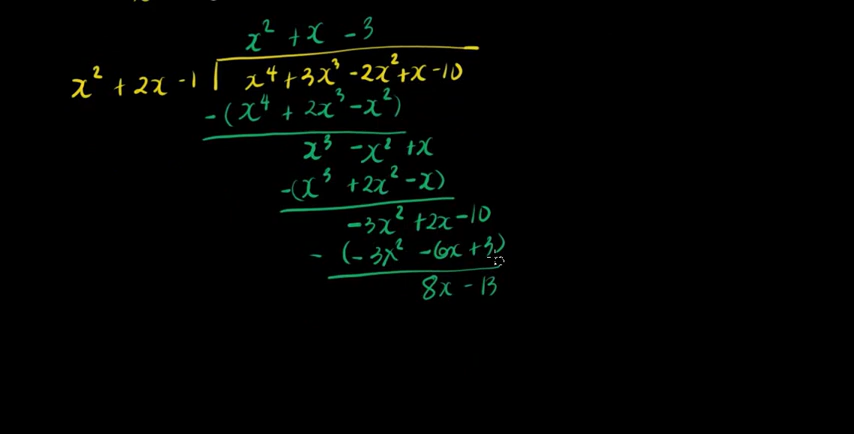 x² + x - 3
x² + 2x - 1 | x⁴ + 3x³ - 2x² + x - 10
-(x⁴ + 2x³ - x²)
x³ - x² + x
-(x³ + 2x² - x)
-3x² + 2x - 10
- (-3x² - 6x + 3)
8x - 13